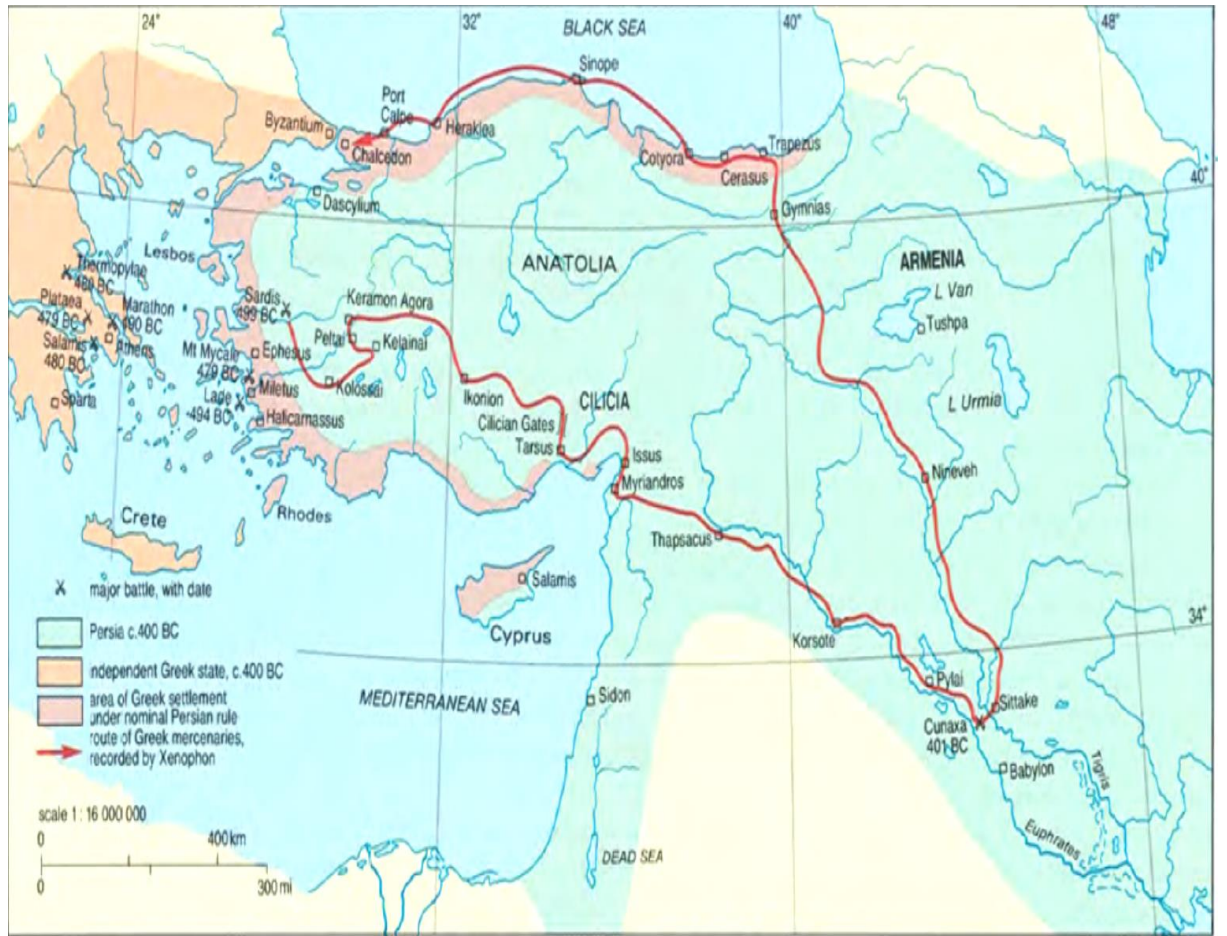 24°
32°
40°
48°
BLACK SEA
Sinope
Port
Calpe
Byzantium
Heraklea
Chalcedon
Cotyora
Trapezus
Cerasus
40°
Dascylium
Gymnias
Lesbos
ANATOLIA
ARMENIA
Thermopylae
480 BC
L Van
Tushpa
Plataea
479 BC
Marathon
490 BC
Sardis
499 BC
Keramon Agora
Peltai
Kelainai
Salamis
480 BC
Athens
Mt Mycale
479 BC
Ephesus
Miletus
Kolossai
Ikonion
CILICIA
L Urmia
Sparta
Lade
494 BC
Halicarnassus
Cilician Gates
Tarsus
Issus
Myriandros
Nineveh
Crete
Rhodes
Thapsacus
Salamis
Cyprus
Korsote
34°
major battle, with date
Persia c.400 BC
independent Greek state, c.400 BC
area of Greek settlement
under nominal Persian rule
route of Greek mercenaries,
recorded by Xenophon
MEDITERRANEAN SEA
Sidon
Pylai
Sittake
Cunaxa
401 BC
Babylon
Tigris
Euphrates
DEAD SEA
scale 1 : 16 000 000
0
400 km
0
300 mi